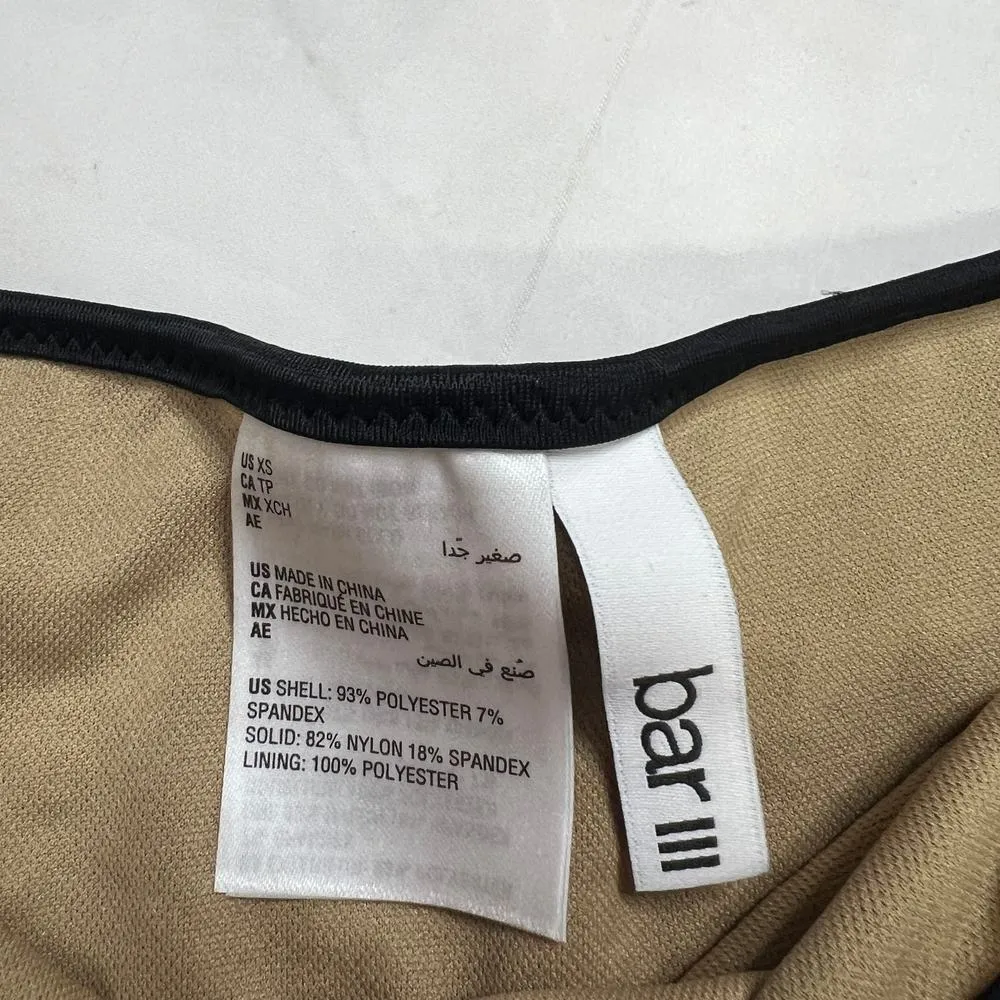 US XS
CA TP
MX XCH
AE
صغير جّدا
US MADE IN CHINA
CA FABRIQUÉ EN CHINE
MX HECHO EN CHINA
AE
صُنع في الصين
US SHELL: 93% POLYESTER 7%
SPANDEX
SOLID: 82% NYLON 18% SPANDEX
LINING: 100% POLYESTER
bar III